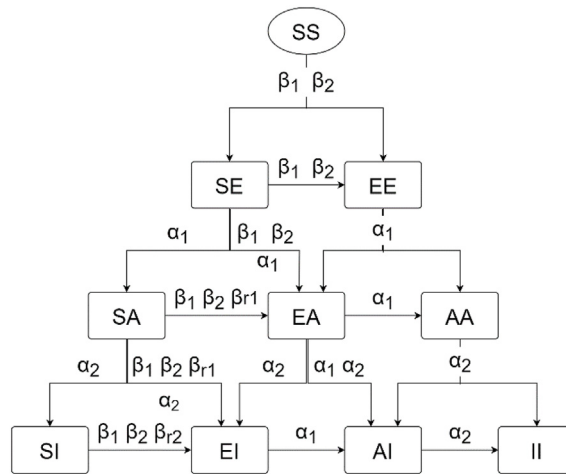 SS
β₁ β₂
SE
β₁ β₂
EE
α₁
β₁ β₂
α₁
α₁
SA
β₁ β₂ βr1
EA
α₁
AA
α₂
β₁ β₂ βr1
α₂
α₂
α₁ α₂
α₂
SI
β₁ β₂ βr2
EI
α₁
AI
α₂
II